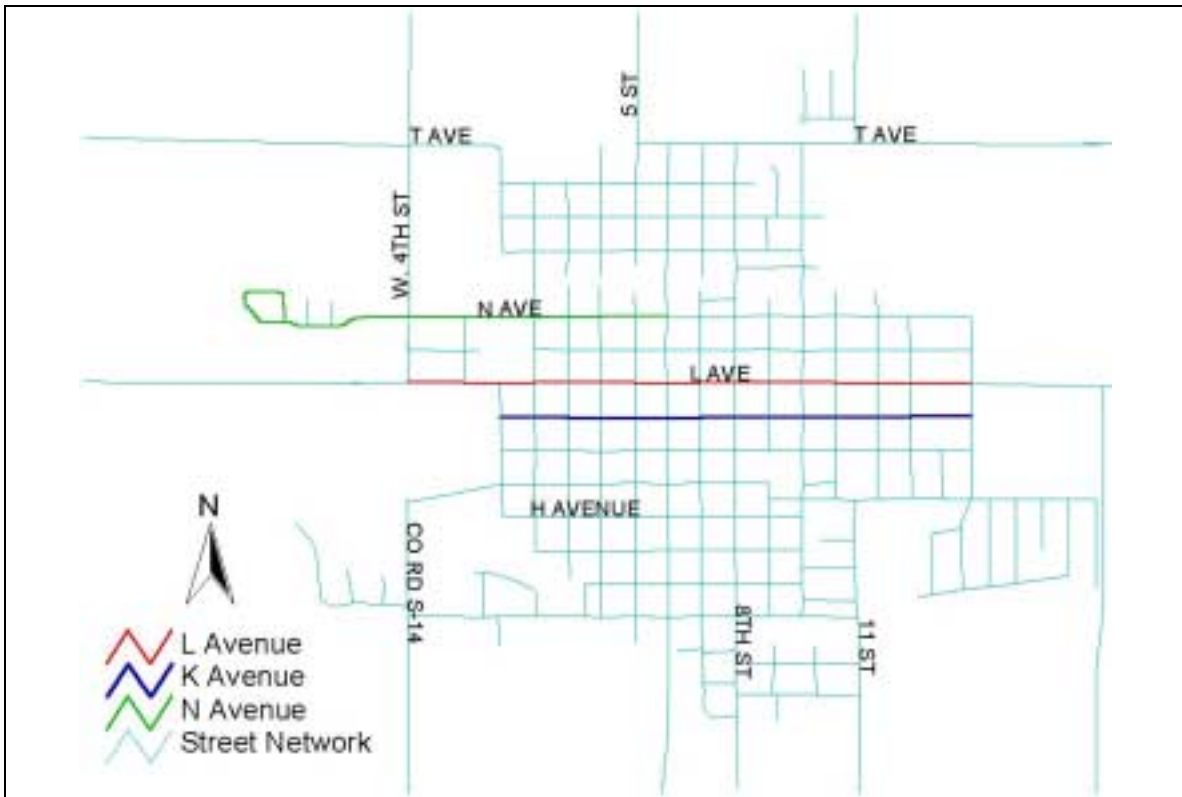 5 ST
T AVE
T AVE
W. 4TH ST
N AVE
L AVE
H AVENUE
N
CO RD S-14
8TH ST
11 ST
L Avenue
K Avenue
N Avenue
Street Network